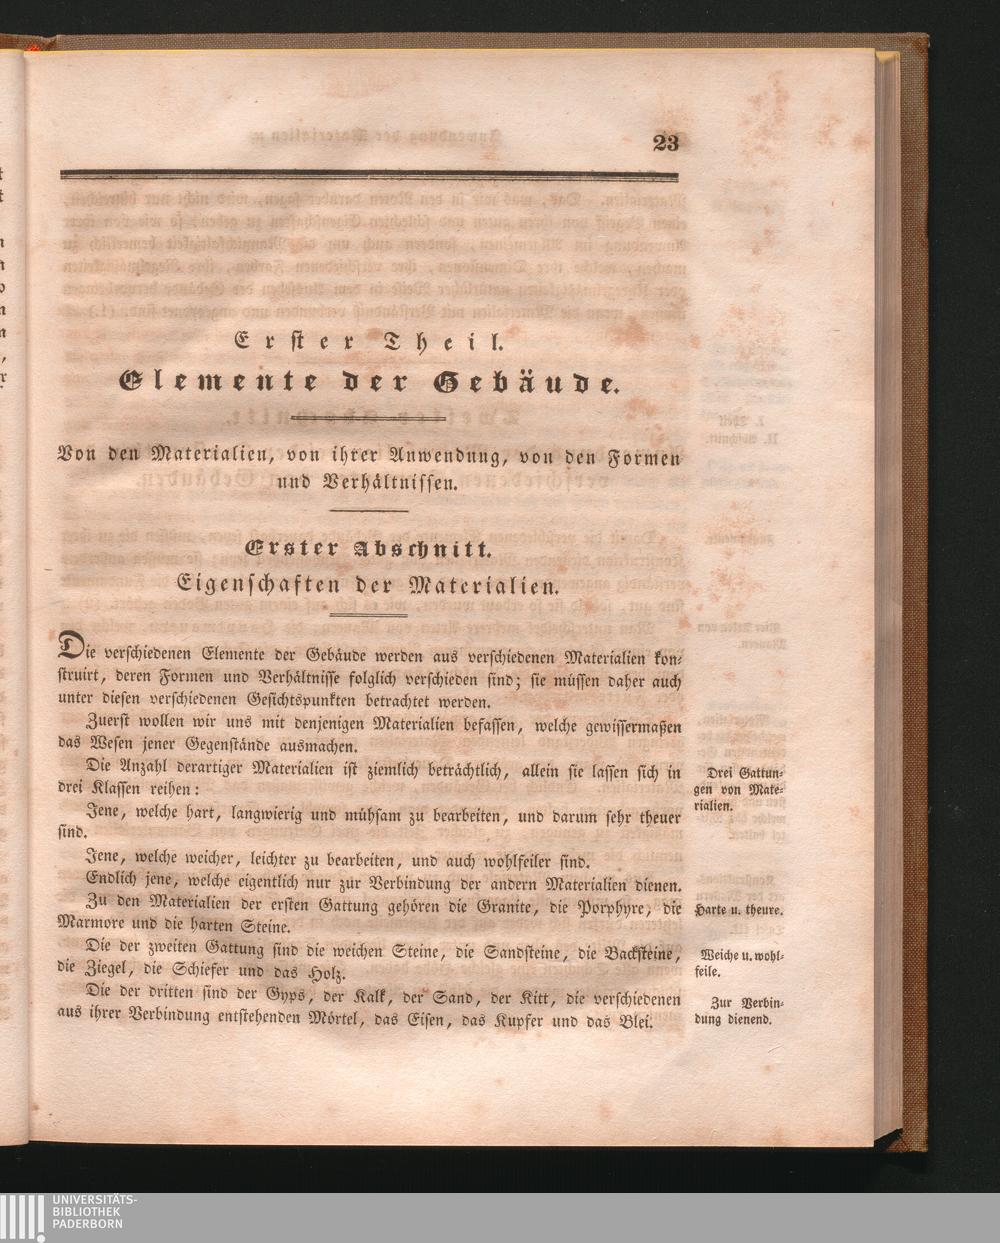 23
Erster Theil.
Elemente der Gebäude.
Von den Materialien, von ihrer Anwendung, von den Formen
und Verhältnissen.
Erster Abschnitt.
Eigenschaften der Materialien.
Die verschiedenen Elemente der Gebäude werden aus verschiedenen Materialien kon-
struirt, deren Formen und Verhältnisse folglich verschieden sind; sie müssen daher auch
unter diesen verschiedenen Gesichtspunkten betrachtet werden.
Zuerst wollen wir uns mit denjenigen Materialien befassen, welche gewissermaßen
das Wesen jener Gegenstände ausmachen.
Die Anzahl derartiger Materialien ist ziemlich beträchtlich, allein sie lassen sich in
drei Klassen reihen:
Drei Gattun-
gen von Mate-
rialien.
Jene, welche hart, langwierig und mühsam zu bearbeiten, und darum sehr theuer
sind.
Jene, welche weicher, leichter zu bearbeiten, und auch wohlfeiler sind.
Endlich jene, welche eigentlich nur zur Verbindung der andern Materialien dienen.
Zu den Materialien der ersten Gattung gehören die Granite, die Porphyre, die
Marmore und die harten Steine.
Harte u. theure.
Die der zweiten Gattung sind die weichen Steine, die Sandsteine, die Backsteine,
die Ziegel, die Schiefer und das Holz.
Weiche u. wohl-
feile.
Die der dritten sind der Gyps, der Kalk, der Sand, der Kitt, die verschiedenen
aus ihrer Verbindung entstehenden Mörtel, das Eisen, das Kupfer und das Blei.
Zur Verbin-
dung dienend.
UNIVERSITÄTS-
BIBLIOTHEK
PADERBORN